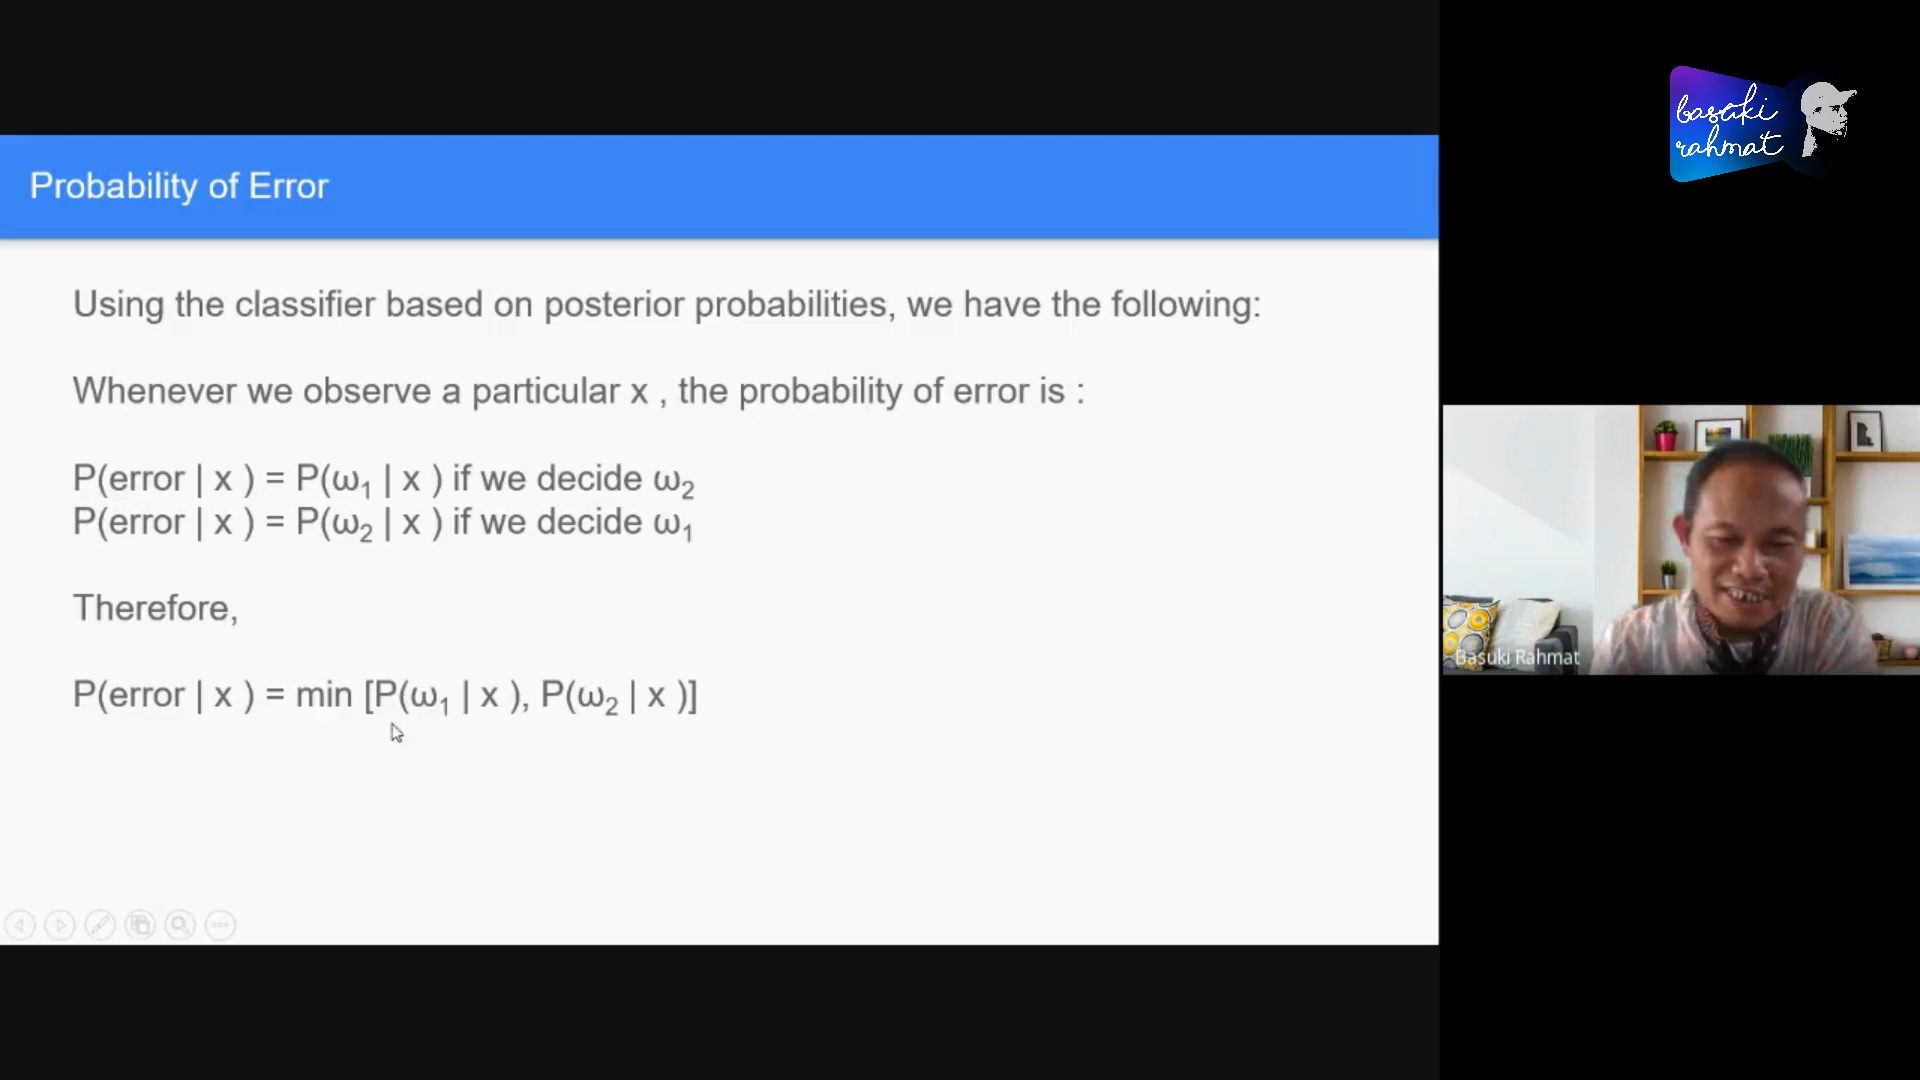 Probability of Error
Using the classifier based on posterior probabilities, we have the following:
Whenever we observe a particular x , the probability of error is :
P(error | x ) = P(ω₁ | x ) if we decide ω₂
P(error | x ) = P(ω₂ | x ) if we decide ω₁
Therefore,
P(error | x ) = min [P(ω₁ | x ), P(ω₂ | x )]
basuki
rahmat
Basuki Rahmat